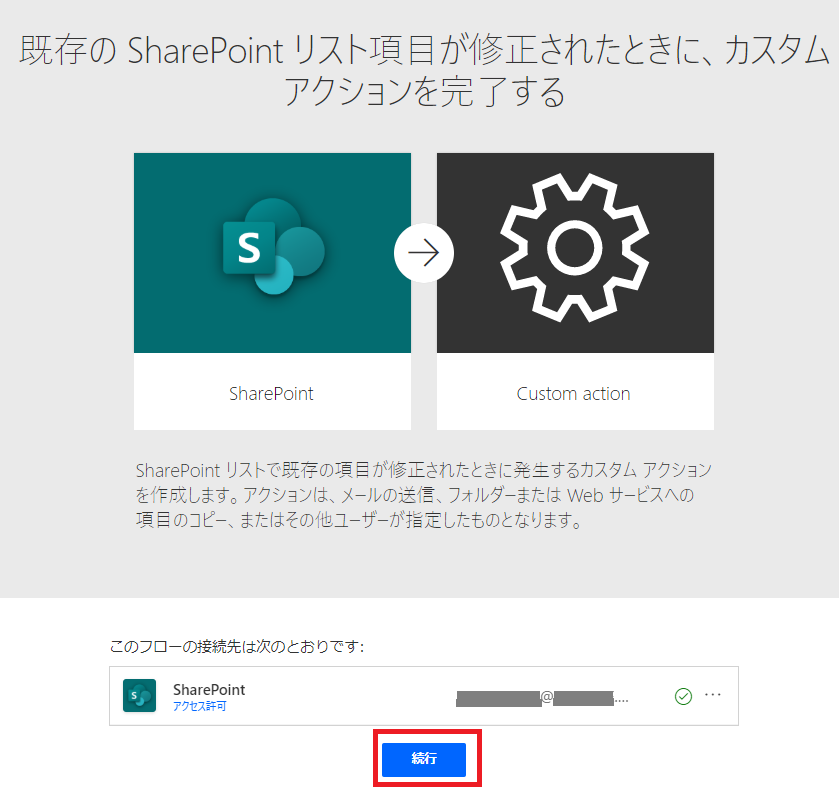 既存の SharePoint リスト項目が修正されたときに、カスタム
アクションを完了する
S
SharePoint
Custom action
SharePoint リストで既存の項目が修正されたときに発生するカスタム アクション
を作成します。アクションは、メールの送信、フォルダーまたは Web サービスへの
項目のコピー、またはその他ユーザーが指定したものとなります。
このフローの接続先は次のとおりです:
S
SharePoint
@ ....
アクセス許可
続行